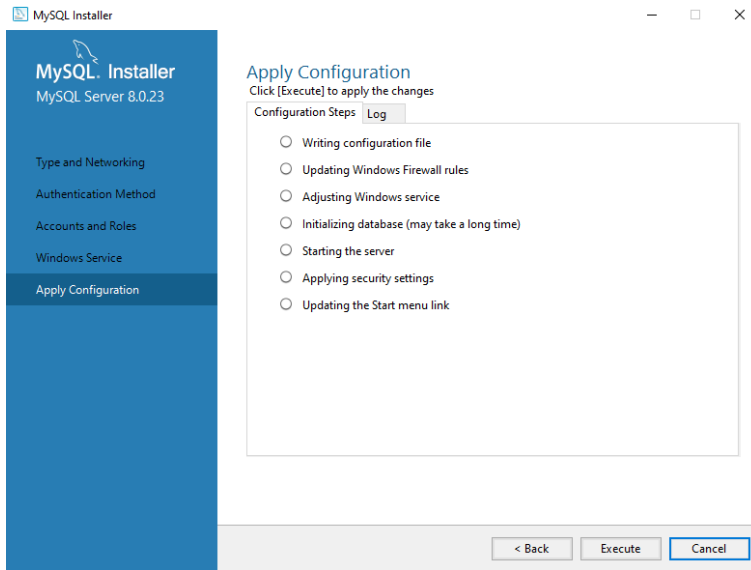 MySQL Installer
MySQL. Installer
MySQL Server 8.0.23
Type and Networking
Authentication Method
Accounts and Roles
Windows Service
Apply Configuration
Apply Configuration
Click [Execute] to apply the changes
Configuration Steps
Log
Writing configuration file
Updating Windows Firewall rules
Adjusting Windows service
Initializing database (may take a long time)
Starting the server
Applying security settings
Updating the Start menu link
< Back
Execute
Cancel